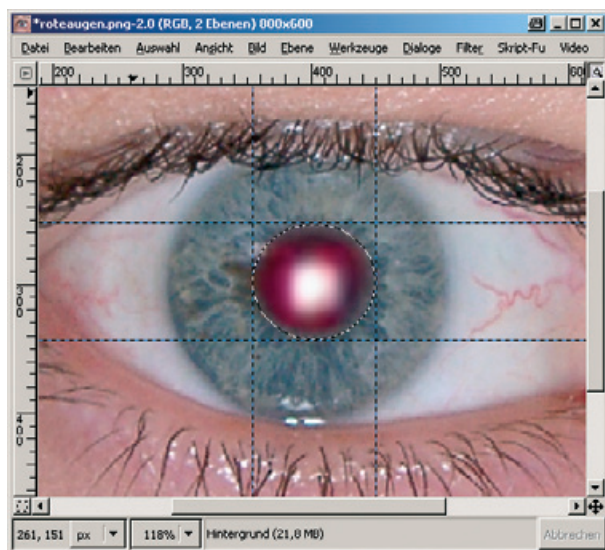 *roteaugen.png-2.0 (RGB, 2 Ebenen) 800x600
Datei Bearbeiten Auswahl Ansicht Bild Ebene Werkzeuge Dialoge Filter Skript-Fu Video
200 300 400 500 600
200
300
400
261, 151 px 118% Hintergrund (21,8 MB) Abbrechen